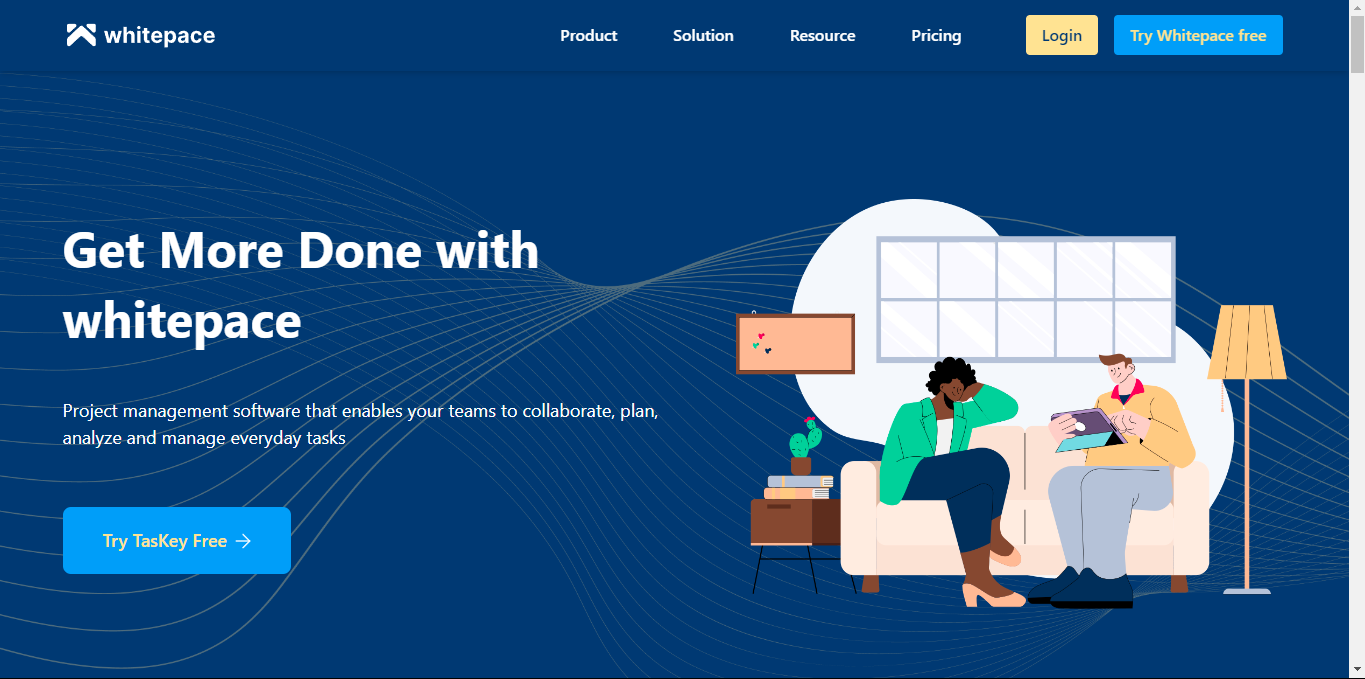 whitepace
Product
Solution
Resource
Pricing
Login
Try Whitepace free
Get More Done with
whitepace
Project management software that enables your teams to collaborate, plan,
analyze and manage everyday tasks
Try TasKey Free →